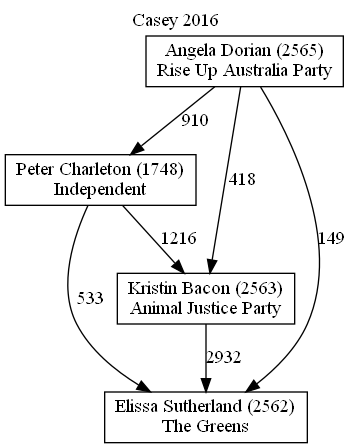 Casey 2016
Angela Dorian (2565)
Rise Up Australia Party
910
Peter Charleton (1748)
Independent
418
149
1216
Kristin Bacon (2563)
Animal Justice Party
533
2932
Elissa Sutherland (2562)
The Greens